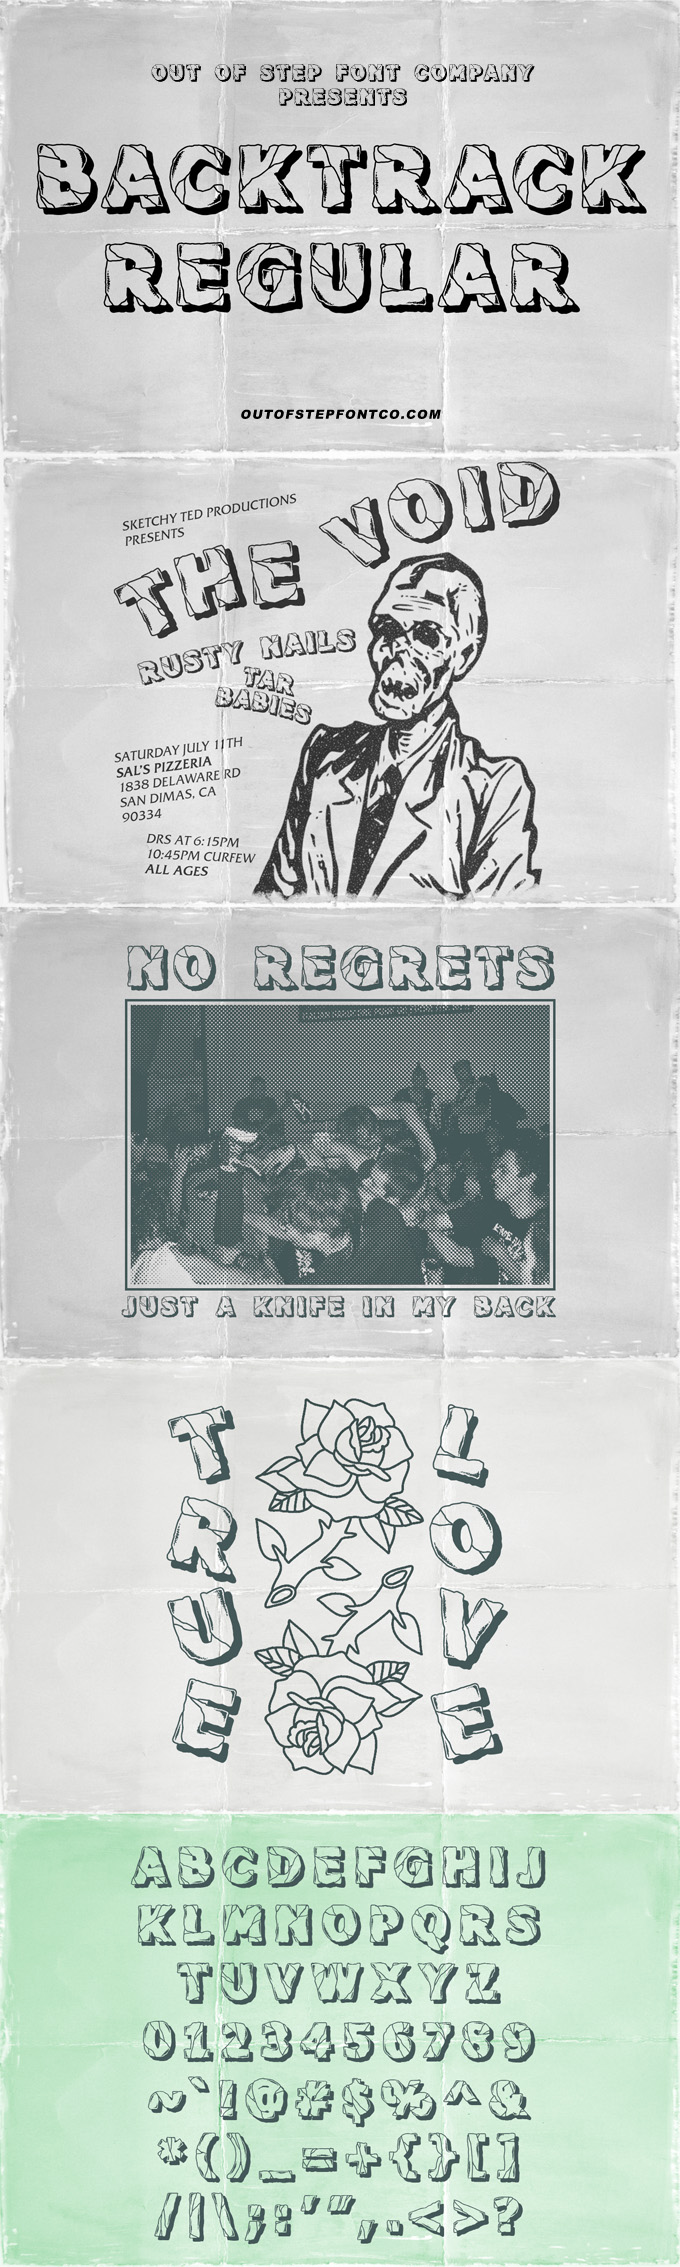 OUT OF STEP FONT COMPANY
PRESENTS
BACKTRACK
REGULAR
OUTOFSTEPFONTCO.COM
SKETCHY TED PRODUCTIONS
PRESENTS
THE VOID
RUSTY NAILS
TAR
BABIES
SATURDAY JULY 11TH
SAL'S PIZZERIA
1838 DELAWARE RD
SAN DIMAS, CA
90334
DRS AT 6:15PM
10:45PM CURFEW
ALL AGES
NO REGRETS
JUST A KNIFE IN MY BACK
TRUE
LOVE
ABCDEFGHIJ
KLMNOPQRS
TUVWXYZ
0123456789
~`!@#$%^&
*()_=+{}[]
/|\;:'",.<>?